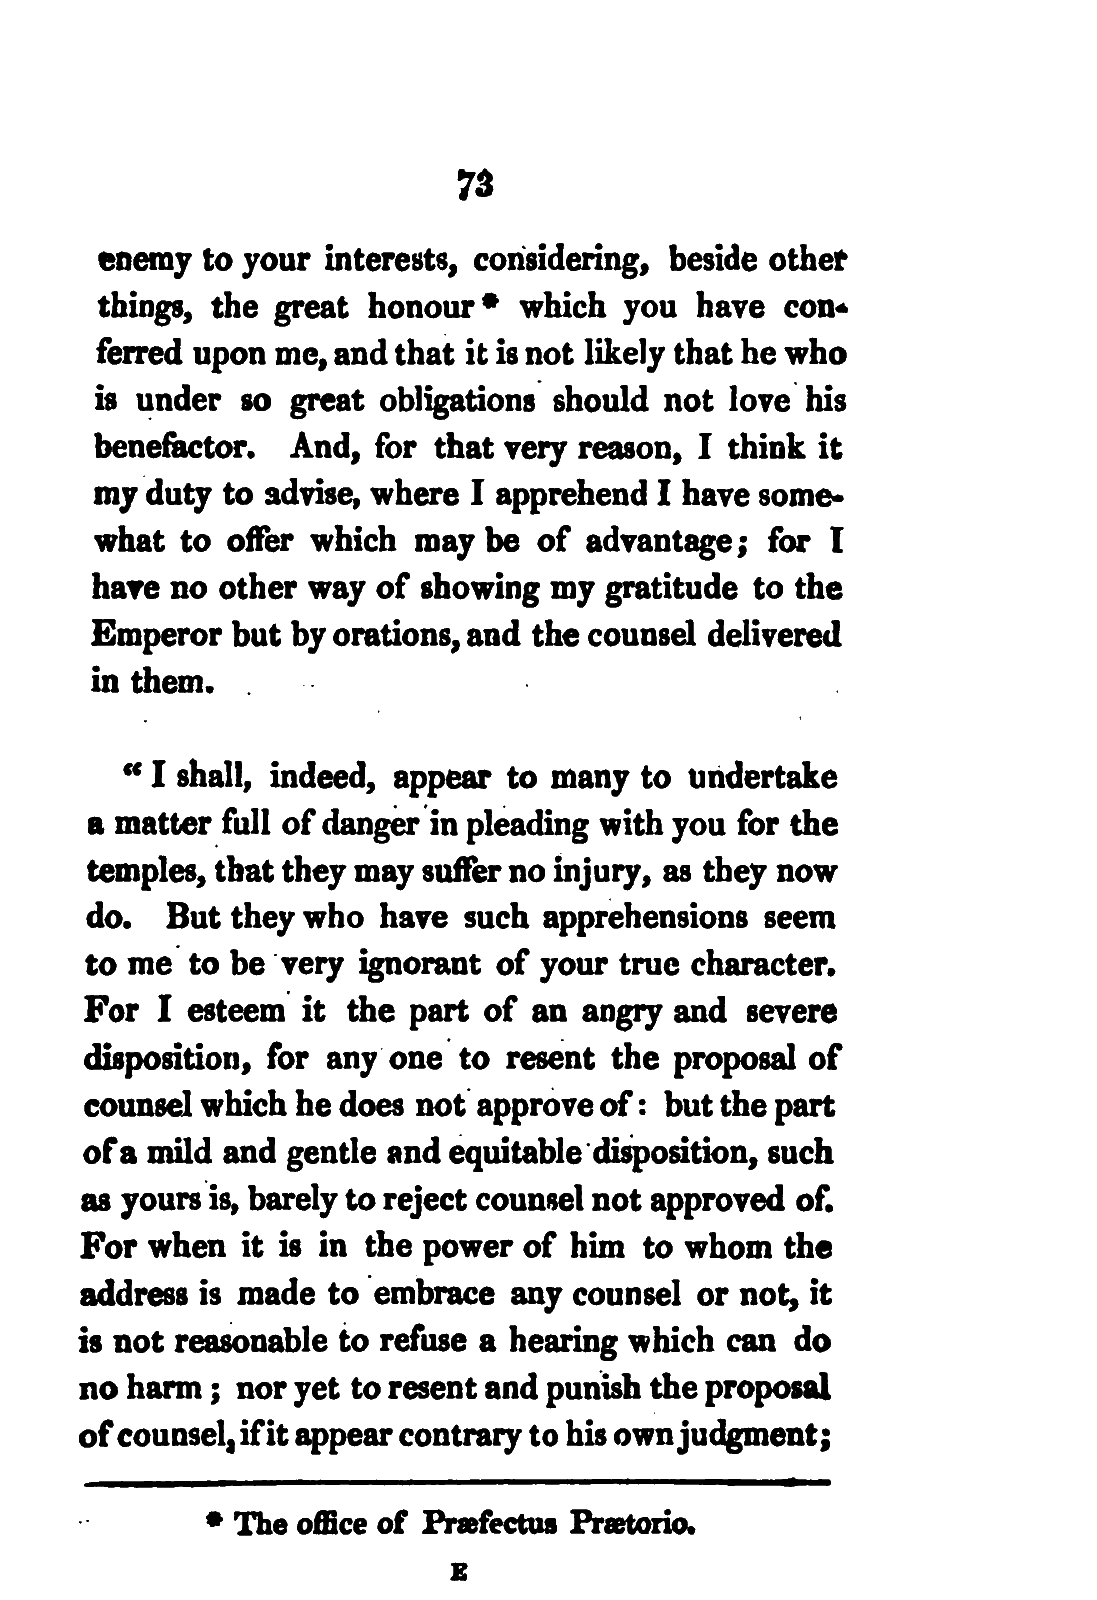 73
enemy to your interests, considering, beside other
things, the great honour * which you have con-
ferred upon me, and that it is not likely that he who
is under so great obligations should not love his
benefactor. And, for that very reason, I think it
my duty to advise, where I apprehend I have some-
what to offer which may be of advantage; for I
have no other way of showing my gratitude to the
Emperor but by orations, and the counsel delivered
in them.
“ I shall, indeed, appear to many to undertake
a matter full of danger in pleading with you for the
temples, that they may suffer no injury, as they now
do. But they who have such apprehensions seem
to me to be very ignorant of your true character.
For I esteem it the part of an angry and severe
disposition, for any one to resent the proposal of
counsel which he does not approve of: but the part
of a mild and gentle and equitable disposition, such
as yours is, barely to reject counsel not approved of.
For when it is in the power of him to whom the
address is made to embrace any counsel or not, it
is not reasonable to refuse a hearing which can do
no harm; nor yet to resent and punish the proposal
of counsel, if it appear contrary to his own judgment;
* The office of Præfectus Prætorio.
E